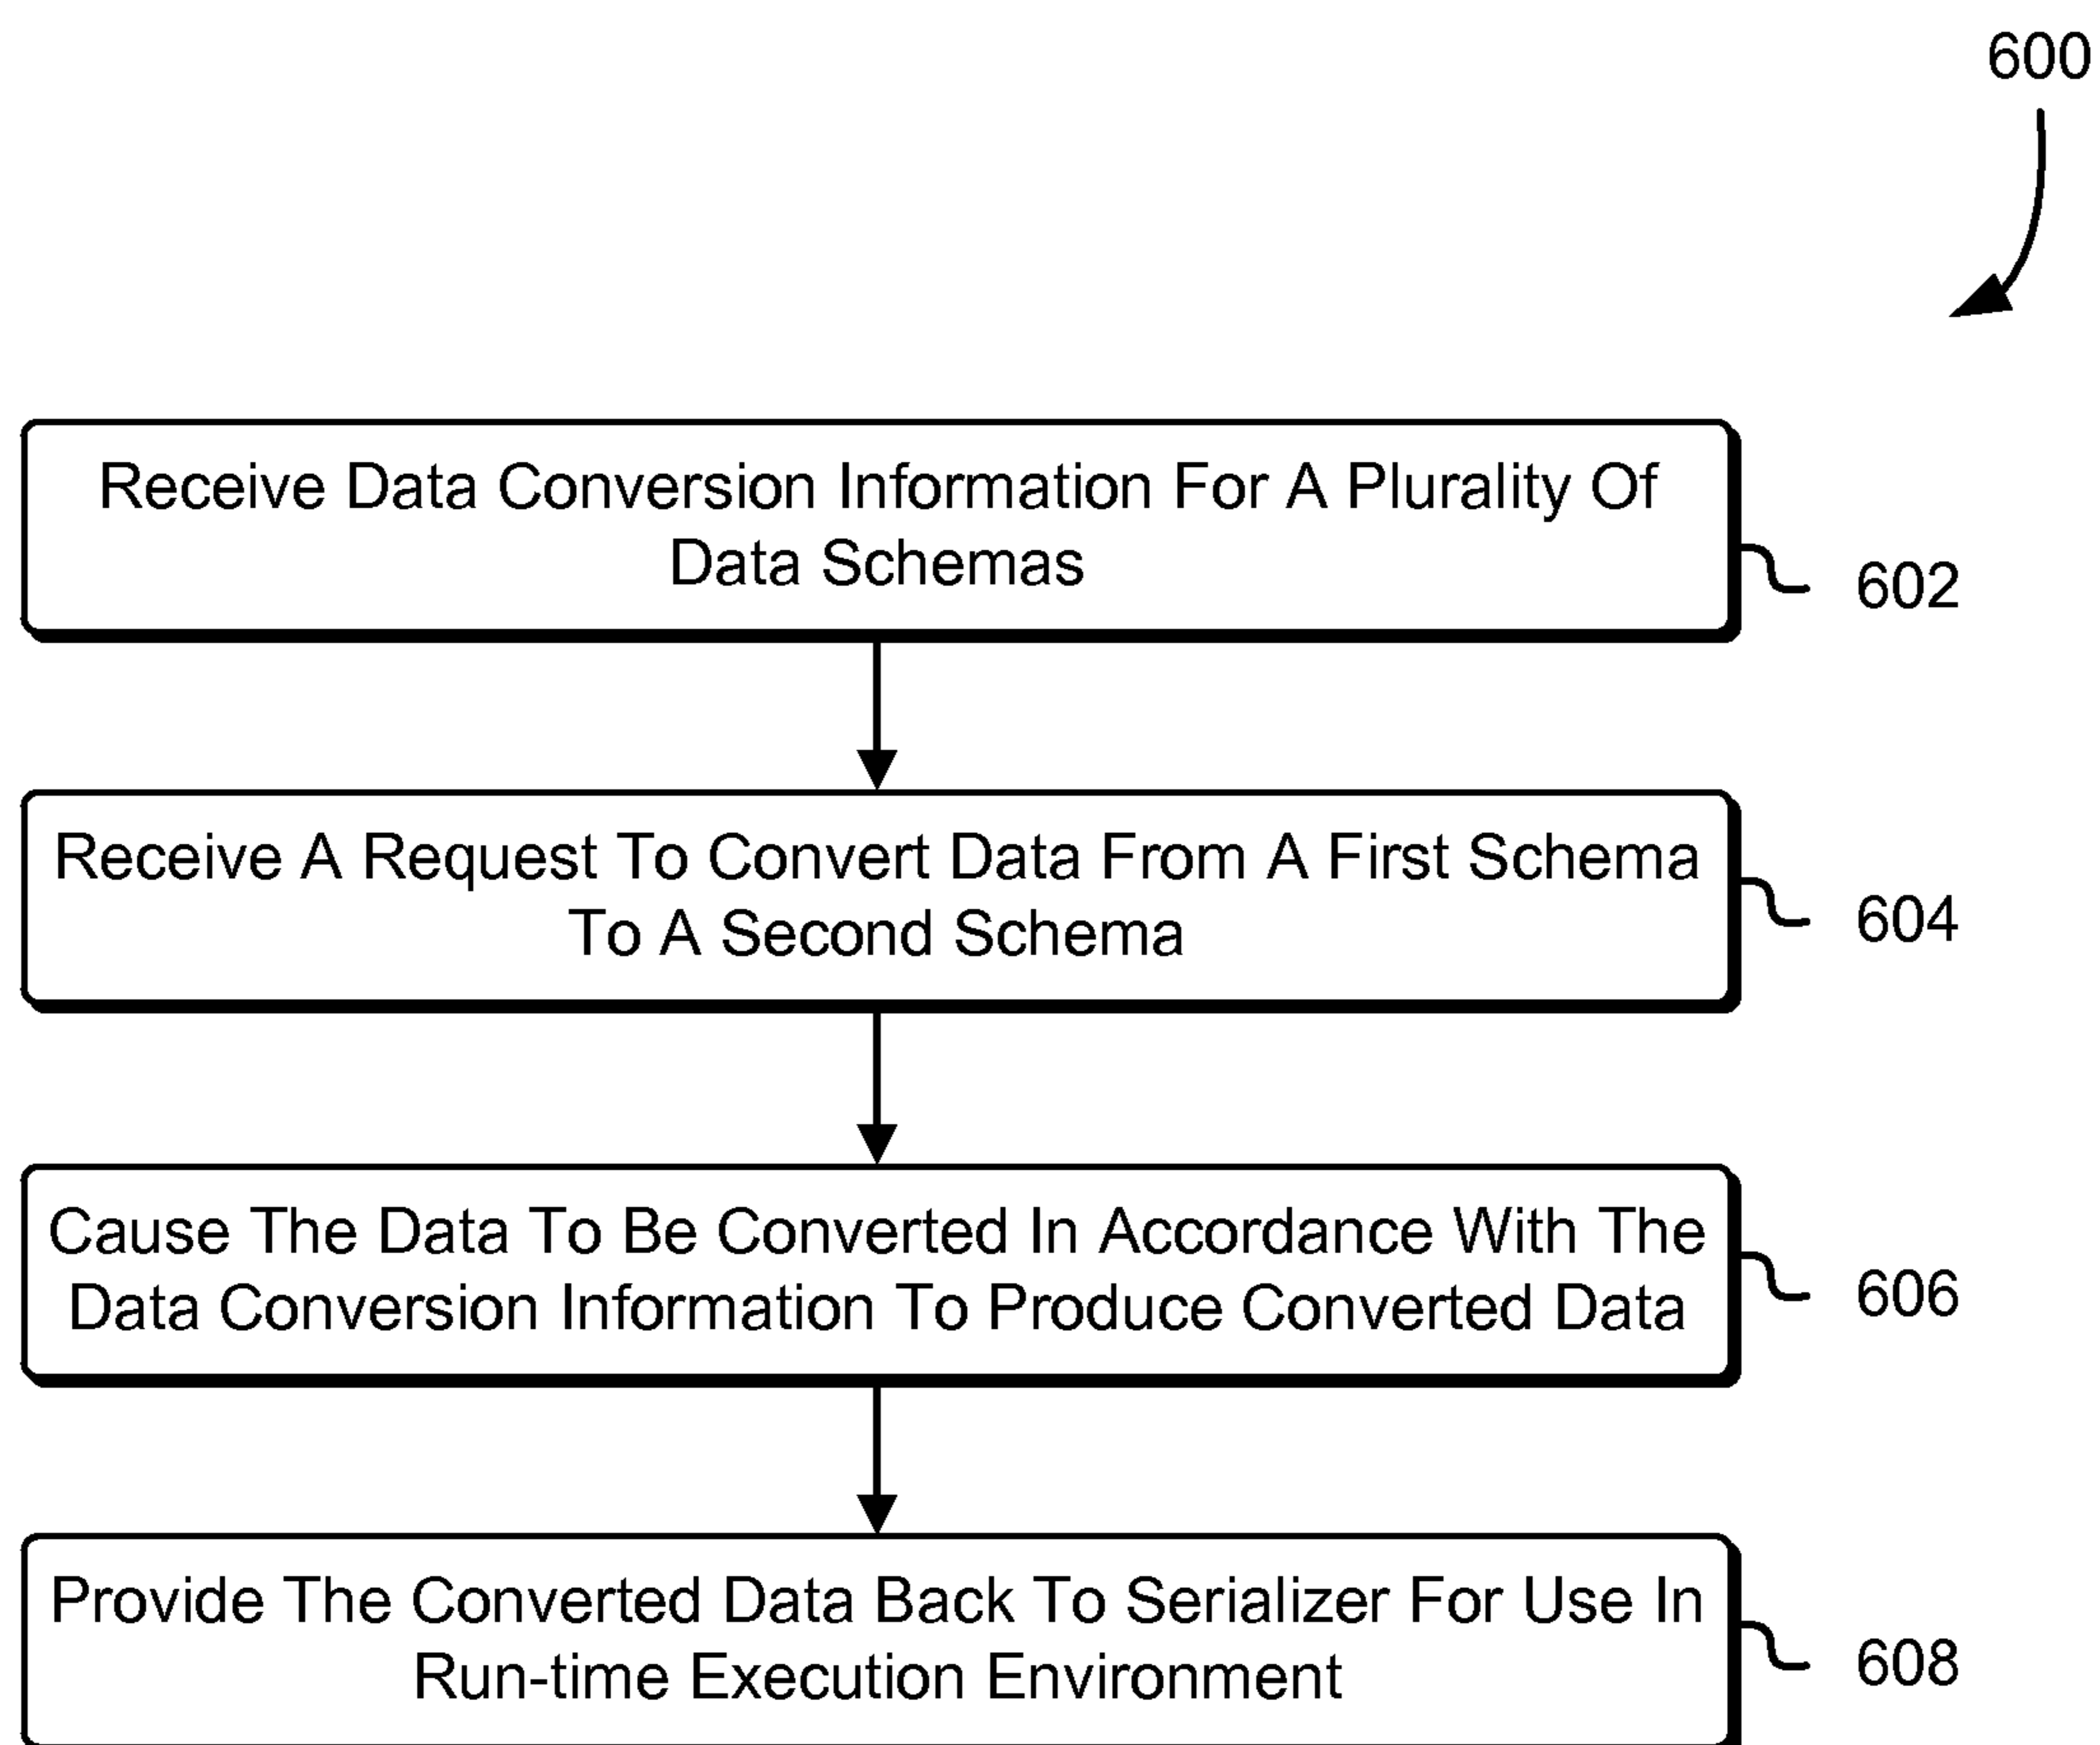 600
Receive Data Conversion Information For A Plurality Of
Data Schemas
602
Receive A Request To Convert Data From A First Schema
To A Second Schema
604
Cause The Data To Be Converted In Accordance With The
Data Conversion Information To Produce Converted Data
606
Provide The Converted Data Back To Serializer For Use In
Run-time Execution Environment
608